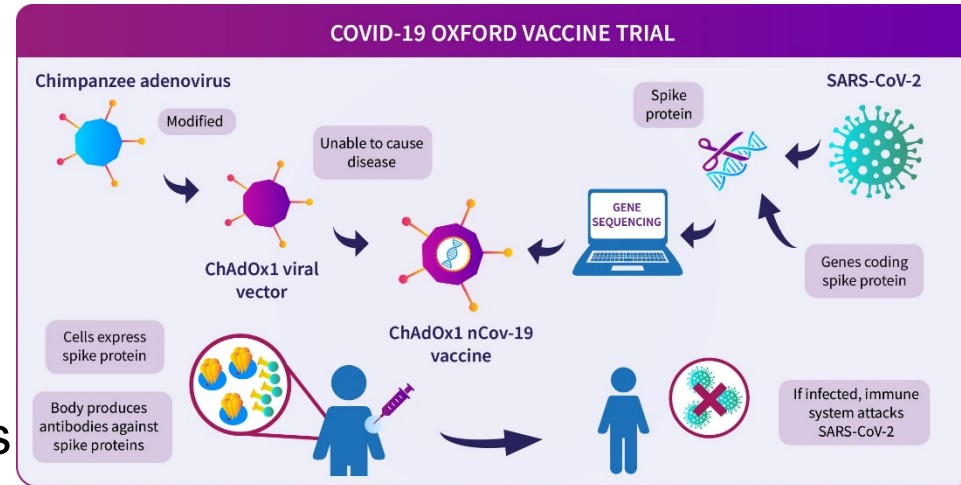 COVID-19 OXFORD VACCINE TRIAL
Chimpanzee adenovirus
Modified
Unable to cause
disease
Spike
protein
SARS-CoV-2
GENE
SEQUENCING
ChAdOx1 viral
vector
Genes coding
spike protein
ChAdOx1 nCov-19
vaccine
Cells express
spike protein
Body produces
antibodies against
spike proteins
If infected, immune
system attacks
SARS-CoV-2
s